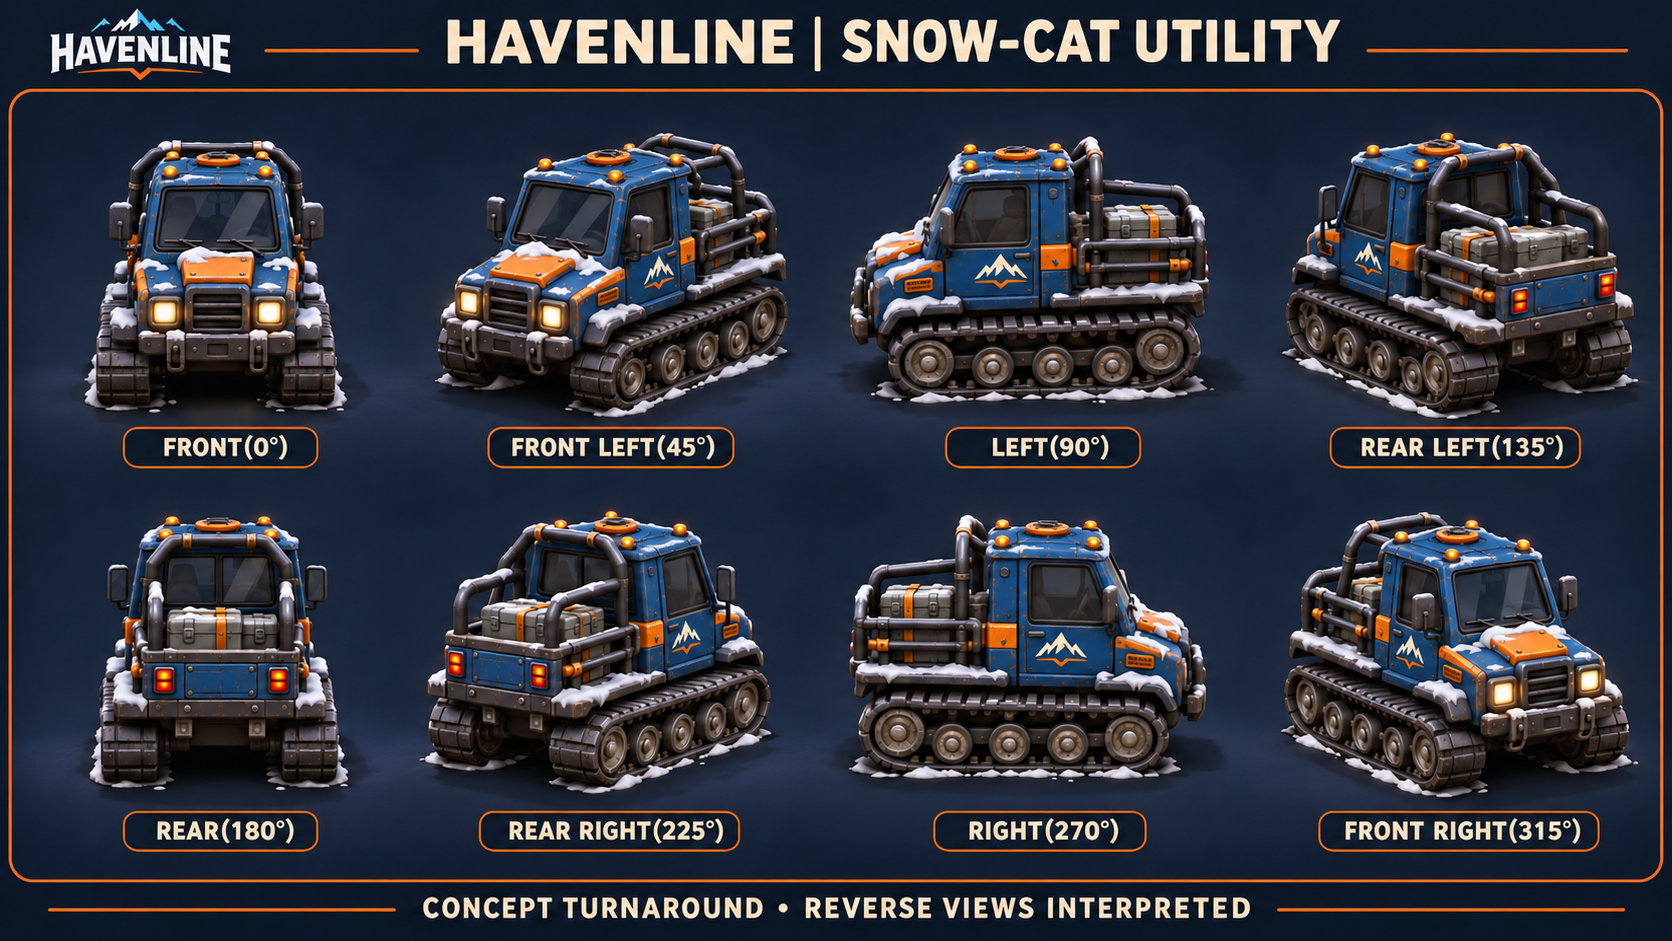 HAVENLINE
HAVENLINE | SNOW-CAT UTILITY
FRONT(0°)
FRONT LEFT(45°)
LEFT(90°)
REAR LEFT(135°)
REAR(180°)
REAR RIGHT(225°)
RIGHT(270°)
FRONT RIGHT(315°)
CONCEPT TURNAROUND • REVERSE VIEWS INTERPRETED